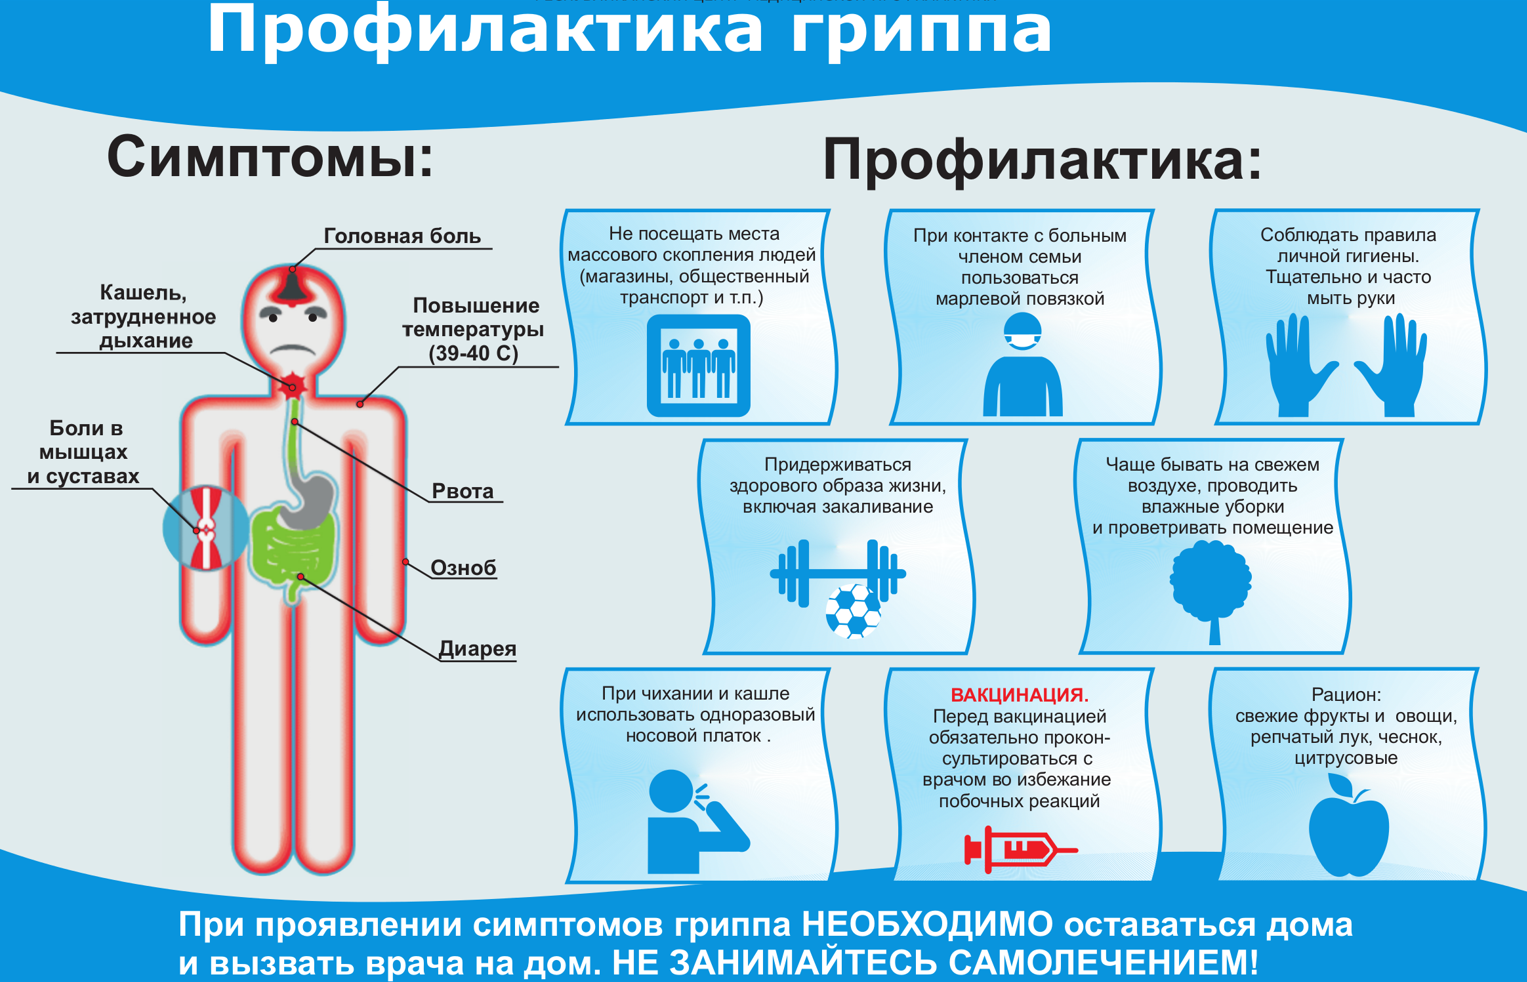 Профилактика гриппа
Симптомы:
Головная боль
Кашель,
затрудненное
дыхание
Повышение
температуры
(39-40 С)
Боли в
мышцах
и суставах
Рвота
Озноб
Диарея
Профилактика:
Не посещать места
массового скопления людей
(магазины, общественный
транспорт и т.п.)
При контакте с больным
членом семьи
пользоваться
марлевой повязкой
Соблюдать правила
личной гигиены.
Тщательно и часто
мыть руки
Придерживаться
здорового образа жизни,
включая закаливание
Чаще бывать на свежем
воздухе, проводить
влажные уборки
и проветривать помещение
При чихании и кашле
использовать одноразовый
носовой платок .
ВАКЦИНАЦИЯ.
Перед вакцинацией
обязательно прокон-
сультироваться с
врачом во избежание
побочных реакций
Рацион:
свежие фрукты и овощи,
репчатый лук, чеснок,
цитрусовые
При проявлении симптомов гриппа НЕОБХОДИМО оставаться дома
и вызвать врача на дом. НЕ ЗАНИМАЙТЕСЬ САМОЛЕЧЕНИЕМ!